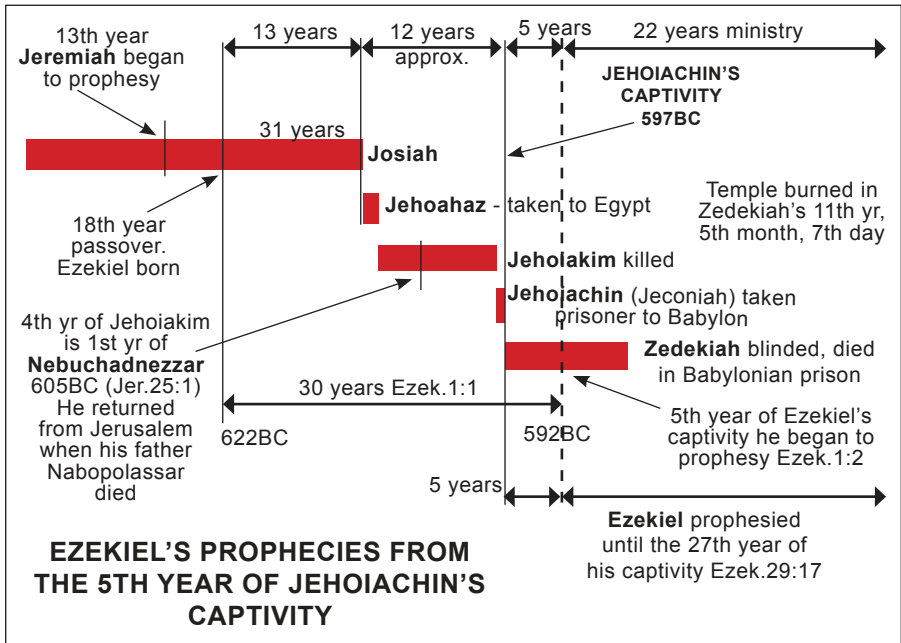 13th year
Jeremiah began
to prophesy
13 years
12 years
approx.
5 years
22 years ministry
JEHOIACHIN'S
CAPTIVITY
597BC
31 years
Josiah
18th year
passover.
Ezekiel born
Jehoahaz - taken to Egypt
Temple burned in
Zedekiah's 11th yr,
5th month, 7th day
Jehoiakim killed
Jehoiachin (Jeconiah) taken
prisoner to Babylon
4th yr of Jehoiakim
is 1st yr of
Nebuchadnezzar
605BC (Jer.25:1)
He returned
from Jerusalem
when his father
Nabopolassar
died
Zedekiah blinded, died
in Babylonian prison
30 years Ezek.1:1
622BC
592BC
5th year of Ezekiel's
captivity he began to
prophesy Ezek.1:2
5 years
Ezekiel prophesied
until the 27th year of
his captivity Ezek.29:17
EZEKIEL'S PROPHECIES FROM
THE 5TH YEAR OF JEHOIACHIN'S
CAPTIVITY